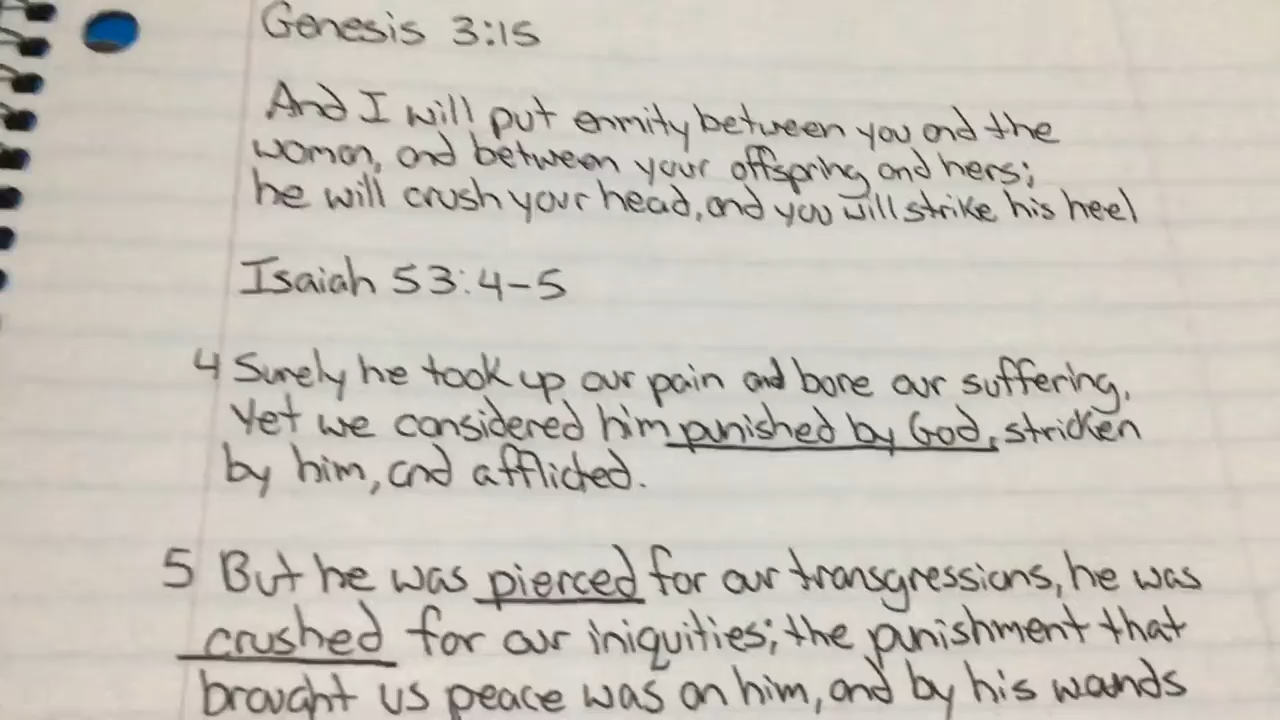 Genesis 3:15
And I will put enmity between you and the
woman, and between your offspring and hers;
he will crush your head, and you will strike his heel
Isaiah 53:4-5
4 Surely he took up our pain and bore our suffering,
yet we considered him punished by God, stricken
by him, and afflicted.
5 But he was pierced for our transgressions, he was
crushed for our iniquities; the punishment that
brought us peace was on him, and by his wounds